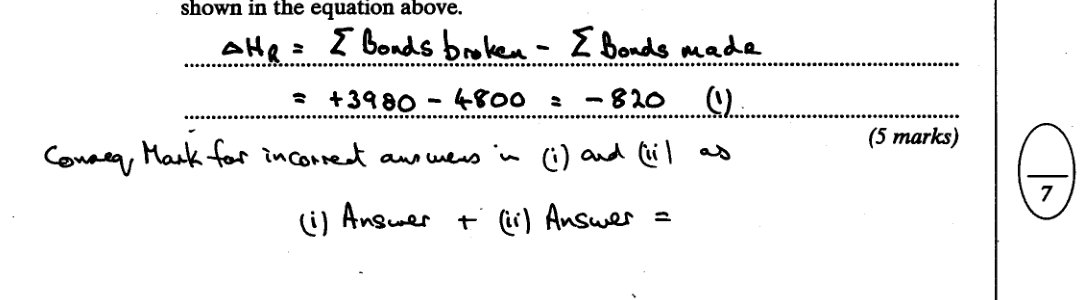 shown in the equation above.
ΔHR = Σ Bonds broken - Σ Bonds made
= +3980 - 4800 = -820 (1)
(5 marks)
Conseq Mark for incorrect answers in (i) and (ii) as
7
(i) Answer + (ii) Answer =